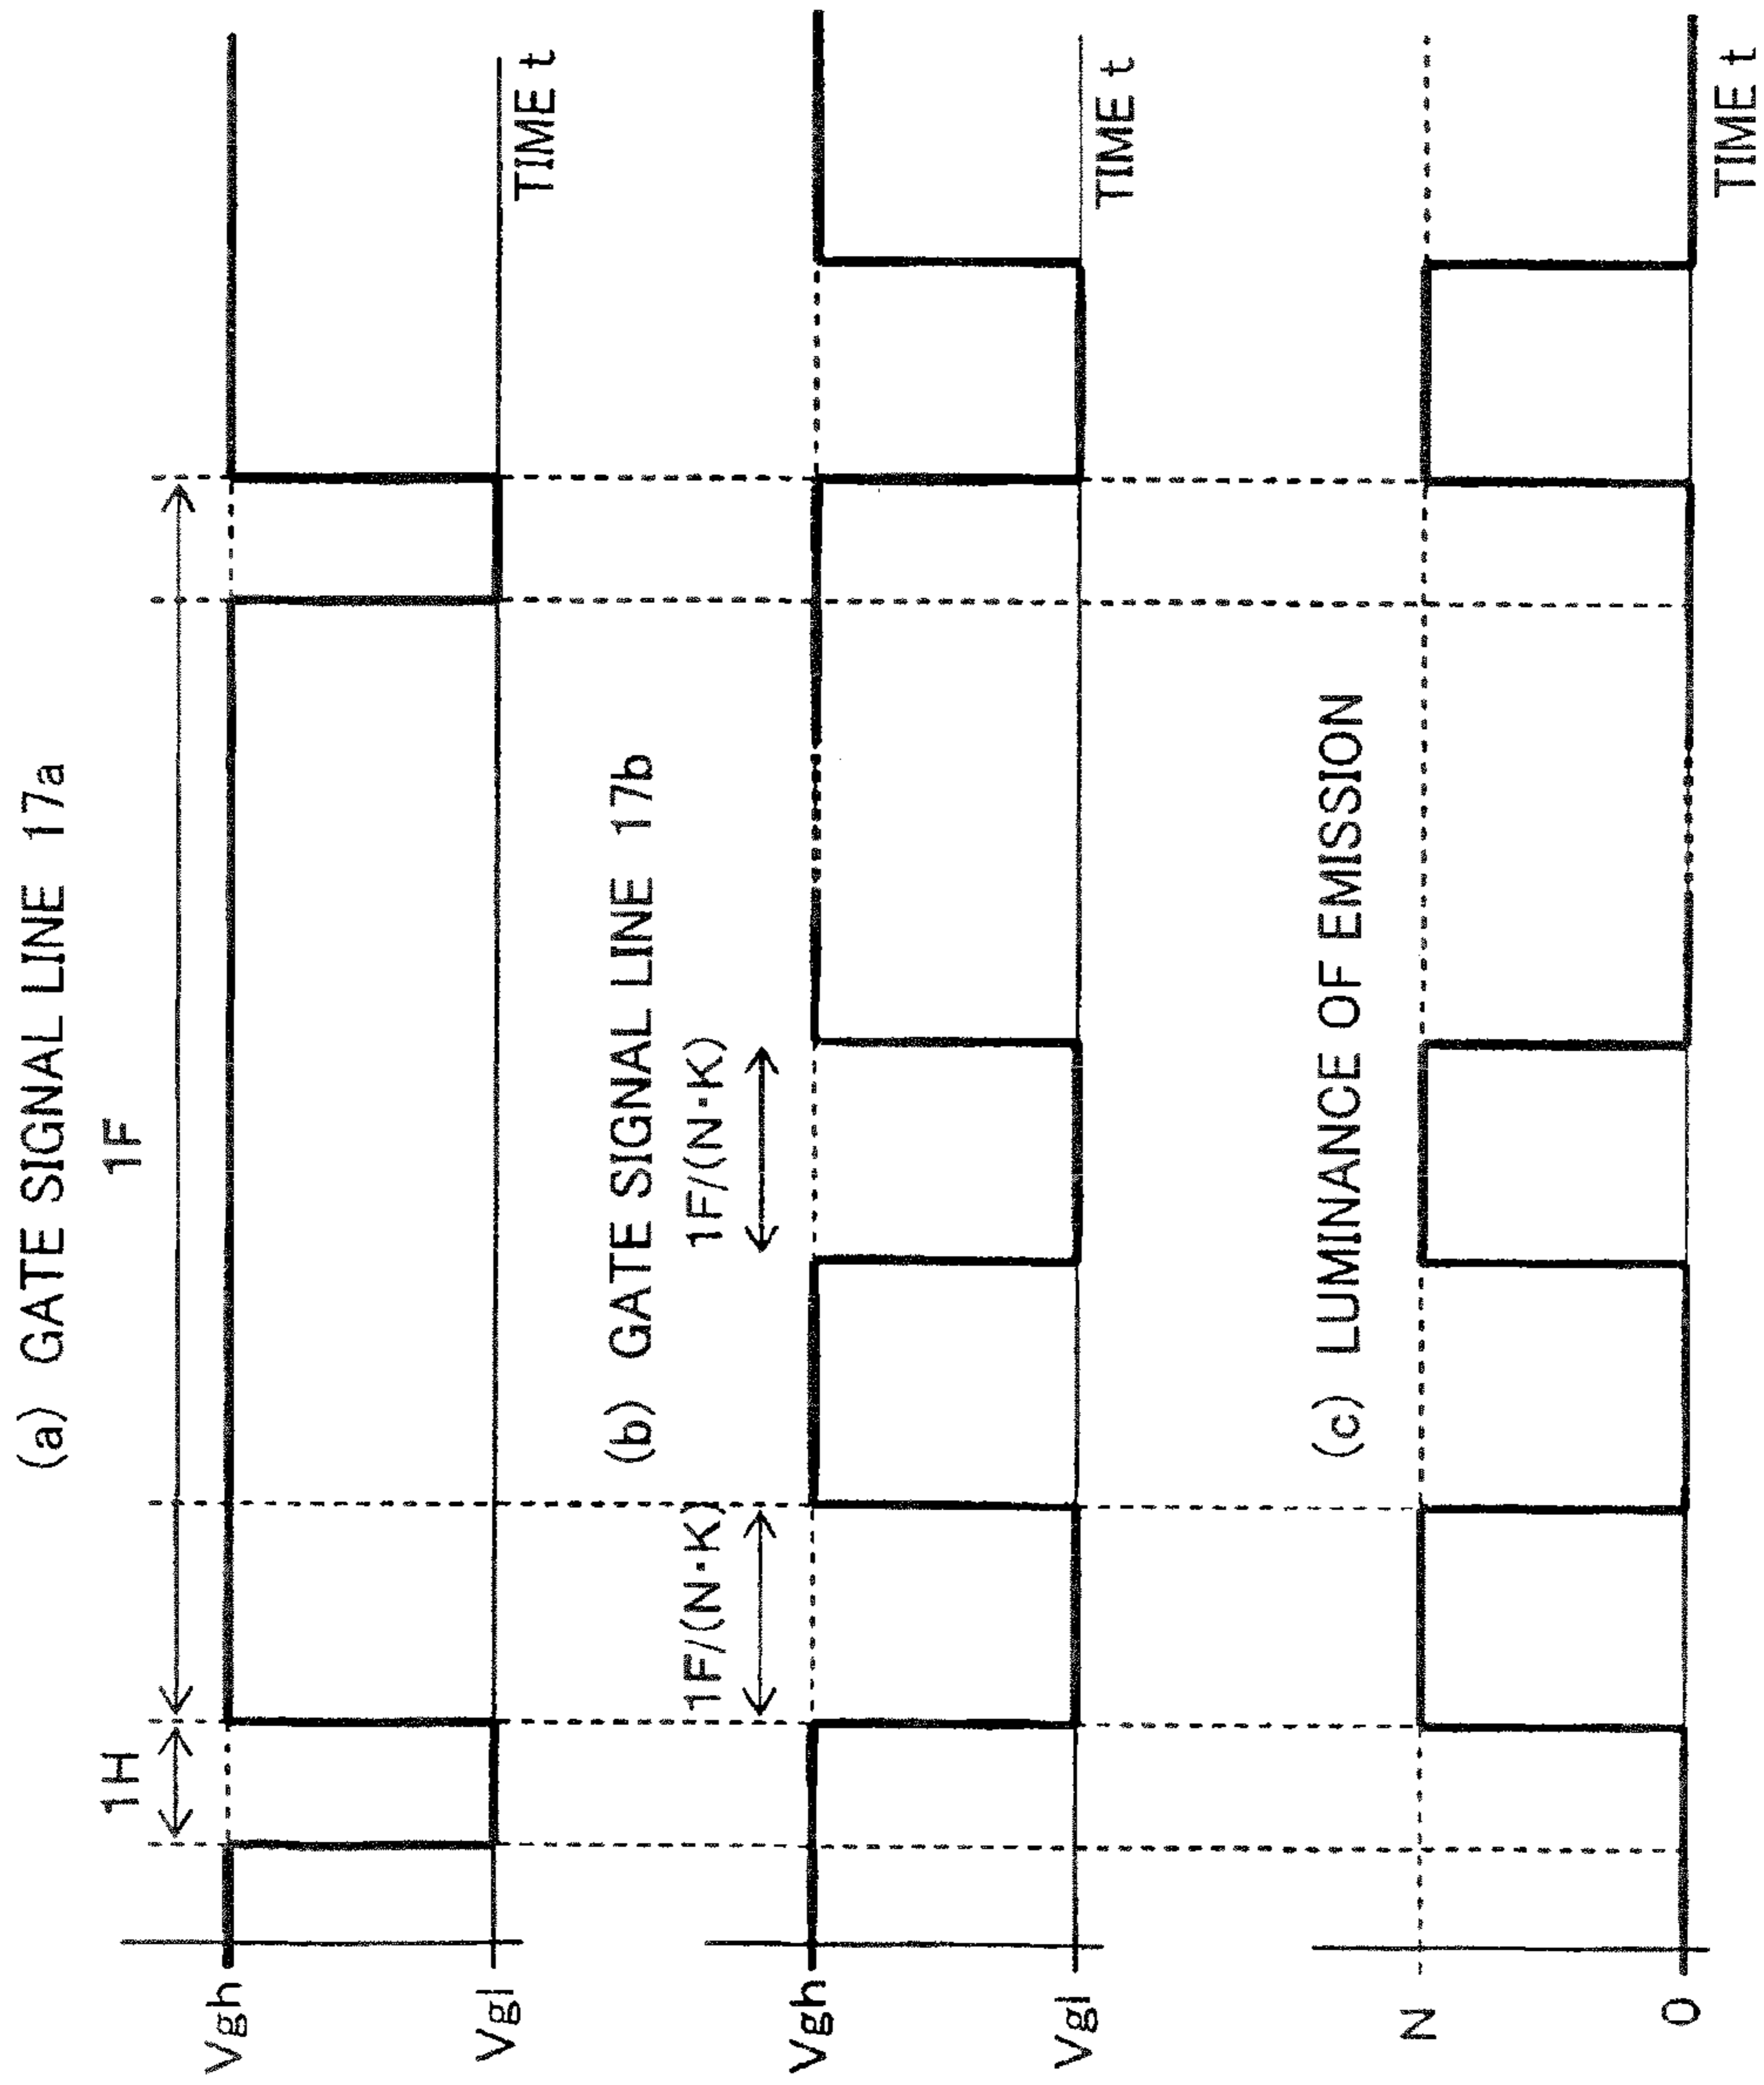 (a) GATE SIGNAL LINE 17a
1H
1F
Vgh
Vgl
TIME t
(b) GATE SIGNAL LINE 17b
1F/(N·K)
1F/(N·K)
Vgh
Vgl
TIME t
(c) LUMINANCE OF EMISSION
N
0
TIME t